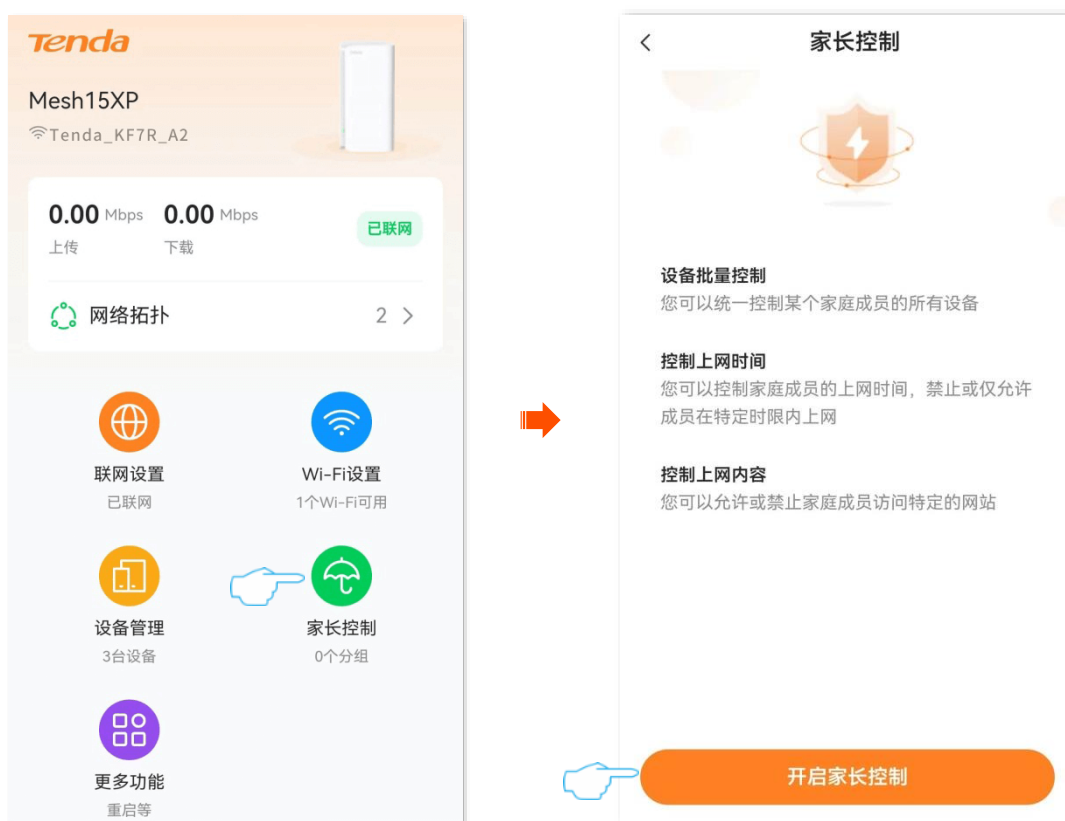 Tenda
Mesh15XP
Tenda_KF7R_A2
0.00 Mbps 0.00 Mbps
上传 下载
已联网
网络拓扑 2
联网设置
已联网
Wi-Fi设置
1个Wi-Fi可用
设备管理
3台设备
家长控制
0个分组
更多功能
重启等
家长控制
设备批量控制
您可以统一控制某个家庭成员的所有设备
控制上网时间
您可以控制家庭成员的上网时间，禁止或仅允许
成员在特定时限内上网
控制上网内容
您可以允许或禁止家庭成员访问特定的网站
开启家长控制